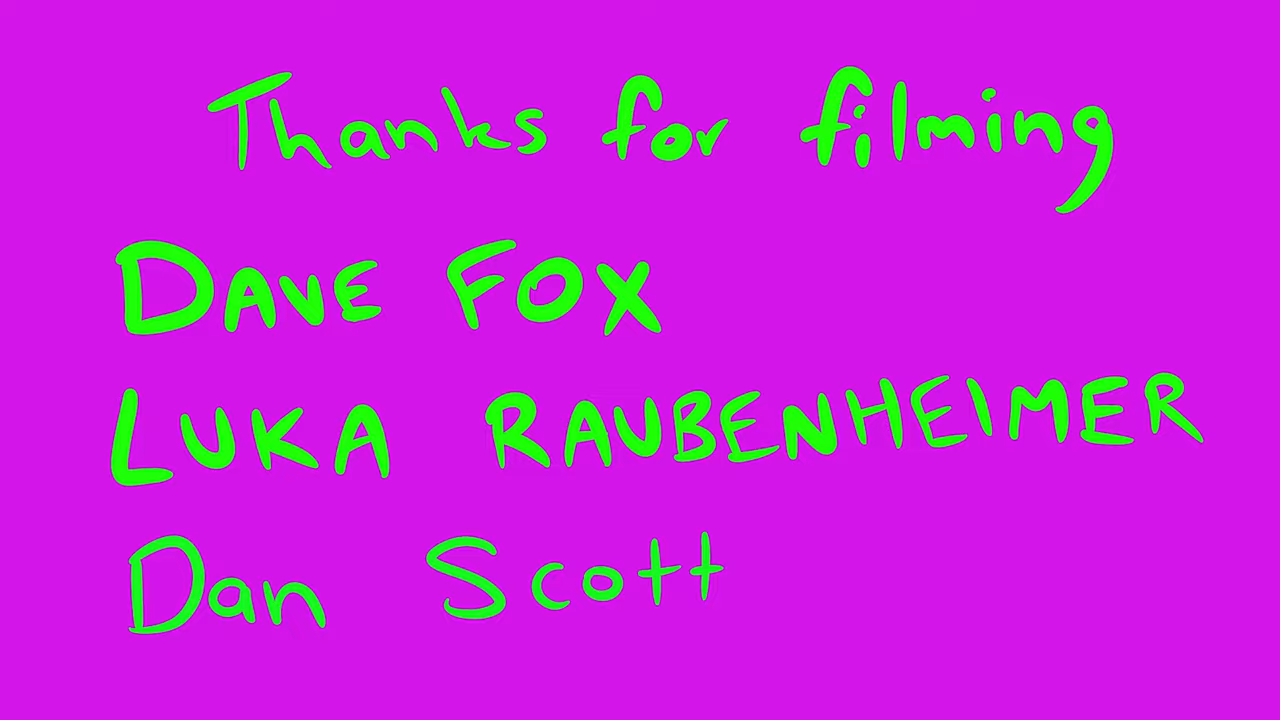 Thanks for filming
DAVE FOX
LUKA RAUBENHEIMER
Dan Scott